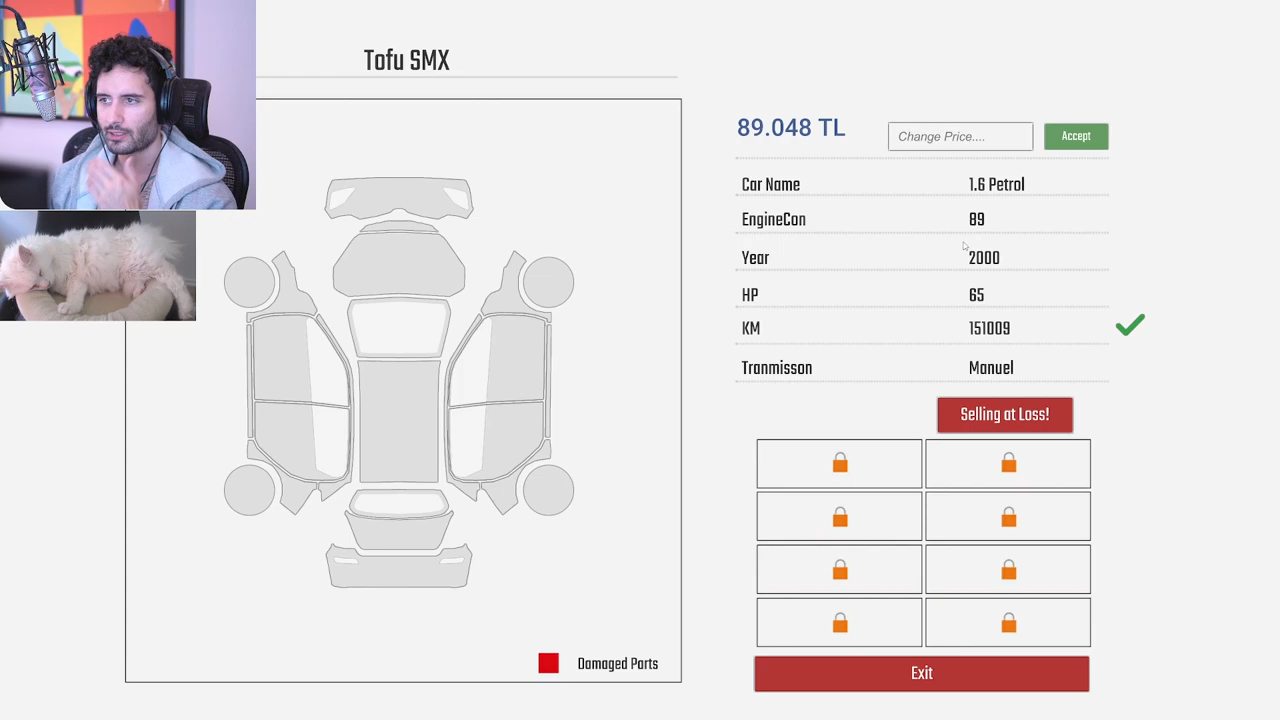 Tofu SMX
89.048 TL
Change Price....
Accept
Car Name 1.6 Petrol
EngineCon 89
Year 2000
HP 65
KM 151009
Tranmisson Manuel
Selling at Loss!
Damaged Parts
Exit